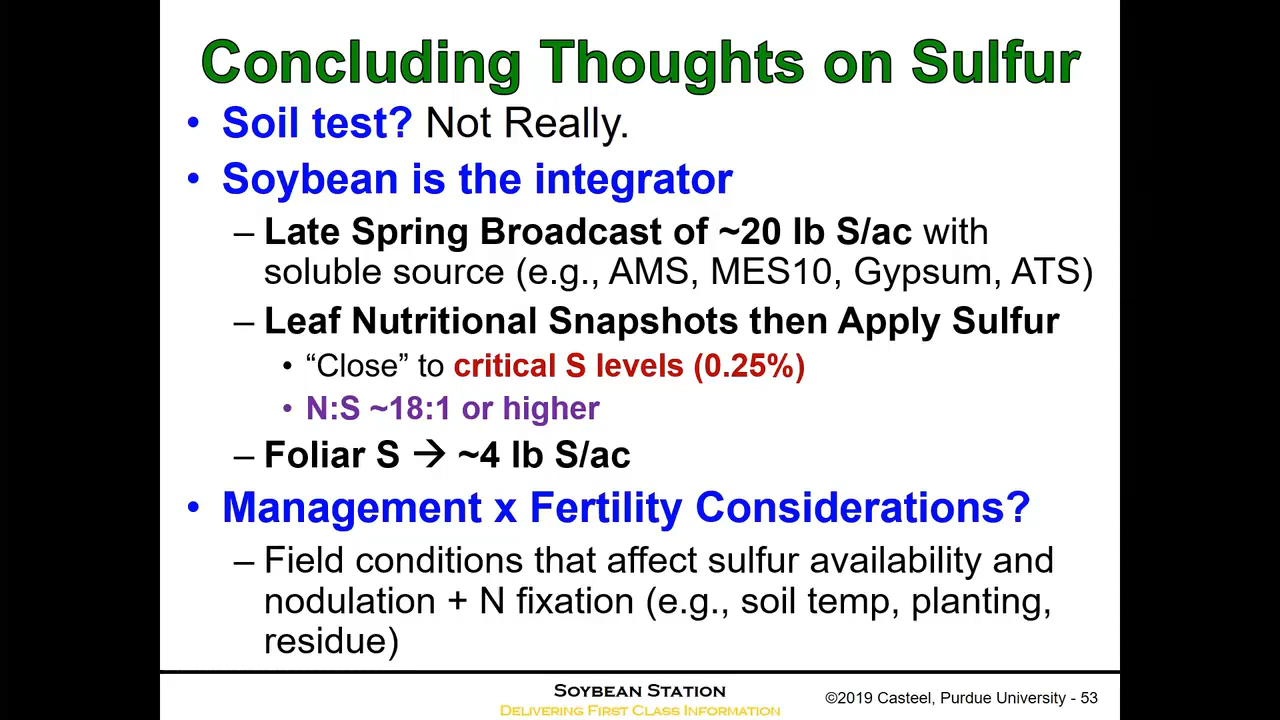 Concluding Thoughts on Sulfur
• Soil test? Not Really.
• Soybean is the integrator
– Late Spring Broadcast of ~20 lb S/ac with
soluble source (e.g., AMS, MES10, Gypsum, ATS)
– Leaf Nutritional Snapshots then Apply Sulfur
• “Close” to critical S levels (0.25%)
• N:S ~18:1 or higher
– Foliar S → ~4 lb S/ac
• Management x Fertility Considerations?
– Field conditions that affect sulfur availability and
nodulation + N fixation (e.g., soil temp, planting,
residue)
SOYBEAN STATION
DELIVERING FIRST CLASS INFORMATION
©2019 Casteel, Purdue University - 53